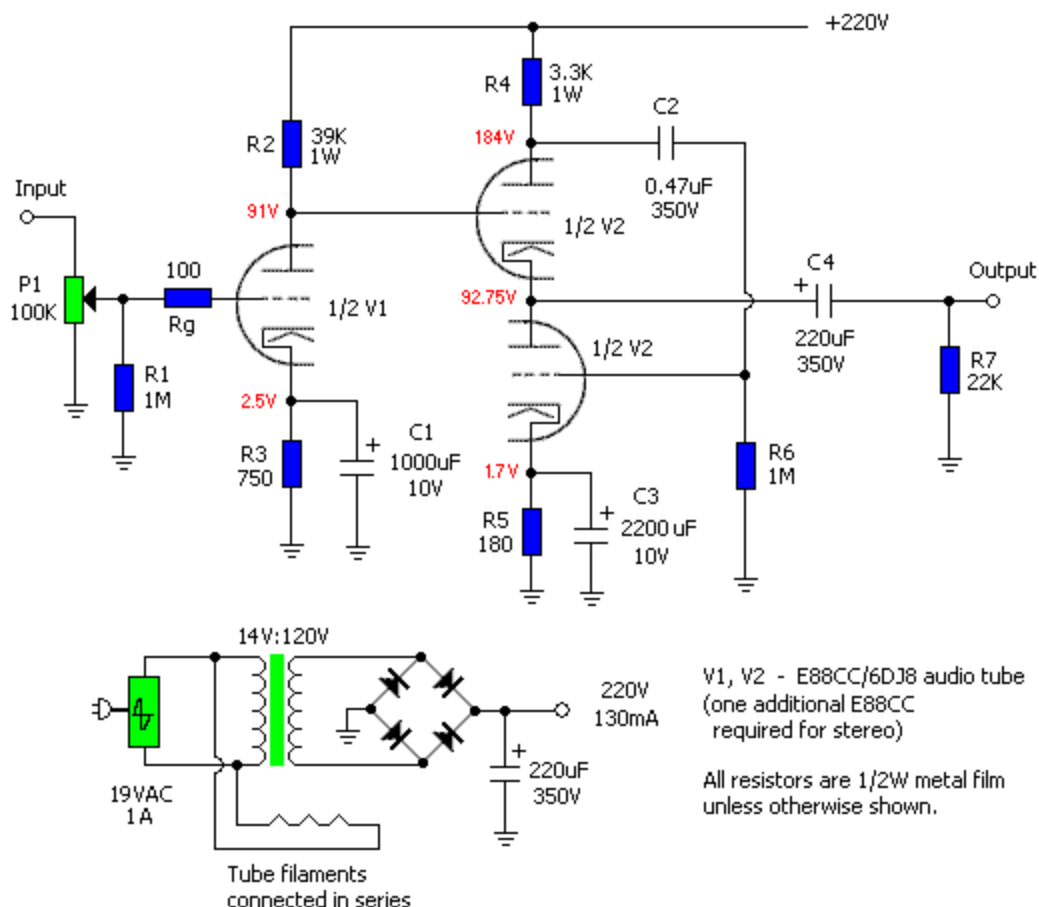 +220V
R4
3.3K
1W
C2
R2
39K
1W
184V
0.47uF
350V
Input
91V
1/2 V2
P1
100K
100
Rg
1/2 V1
92.75V
+
C4
Output
220uF
350V
1/2 V2
R1
1M
R7
22K
2.5V
R3
750
+
C1
1000uF
10V
1.7V
R6
1M
R5
180
+
C3
2200uF
10V
14V:120V
220V
130mA
V1, V2 - E88CC/6DJ8 audio tube
(one additional E88CC
required for stereo)
+
220uF
350V
All resistors are 1/2W metal film
unless otherwise shown.
19VAC
1A
Tube filaments
connected in series